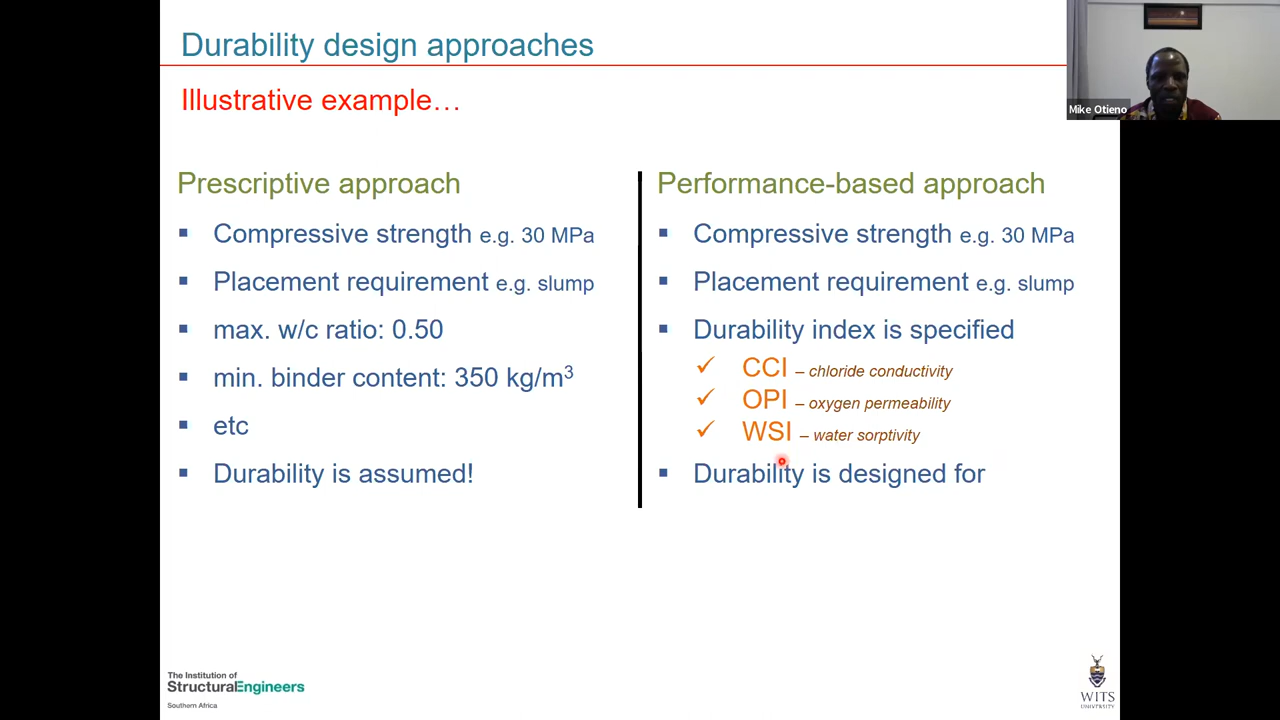 Durability design approaches
Illustrative example…
Mike Otieno
Prescriptive approach
▪ Compressive strength e.g. 30 MPa
▪ Placement requirement e.g. slump
▪ max. w/c ratio: 0.50
▪ min. binder content: 350 kg/m³
▪ etc
▪ Durability is assumed!
Performance-based approach
▪ Compressive strength e.g. 30 MPa
▪ Placement requirement e.g. slump
▪ Durability index is specified
✓ CCI – chloride conductivity
✓ OPI – oxygen permeability
✓ WSI – water sorptivity
▪ Durability is designed for
The Institution of
StructuralEngineers
Southern Africa
WITS
UNIVERSITY